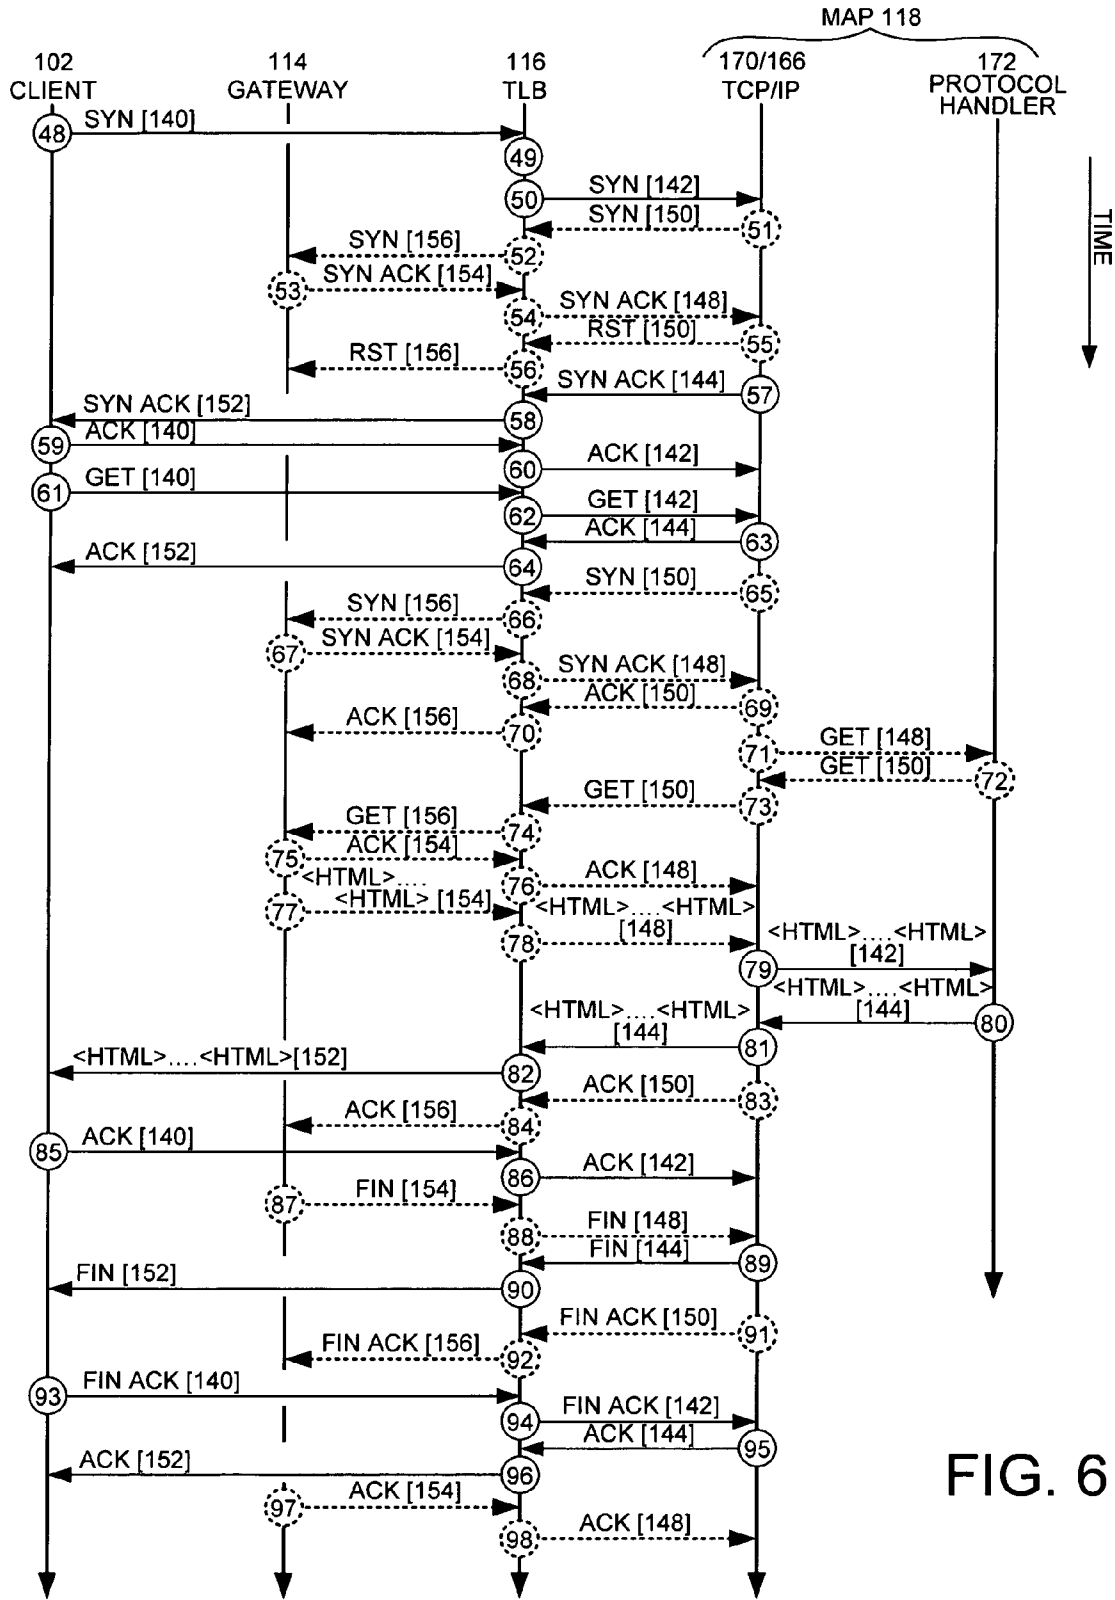 MAP 118
102
CLIENT
114
GATEWAY
116
TLB
170/166
TCP/IP
172
PROTOCOL
HANDLER
TIME
48
SYN [140]
49
50
SYN [142]
51
SYN [150]
52
SYN [156]
53
SYN ACK [154]
54
SYN ACK [148]
55
RST [150]
56
RST [156]
57
SYN ACK [144]
58
SYN ACK [152]
59
ACK [140]
60
ACK [142]
61
GET [140]
62
GET [142]
63
ACK [144]
64
ACK [152]
65
SYN [150]
66
SYN [156]
67
SYN ACK [154]
68
SYN ACK [148]
69
ACK [150]
70
ACK [156]
71
GET [148]
72
GET [150]
73
GET [150]
74
GET [156]
75
ACK [154]
76
ACK [148]
77
<HTML>....
<HTML> [154]
78
<HTML>....<HTML>
[148]
79
<HTML>....<HTML>
[142]
80
<HTML>....<HTML>
[144]
81
<HTML>....<HTML>
[144]
82
<HTML>....<HTML>[152]
83
ACK [150]
84
ACK [156]
85
ACK [140]
86
ACK [142]
87
FIN [154]
88
FIN [148]
89
FIN [144]
90
FIN [152]
91
FIN ACK [150]
92
FIN ACK [156]
93
FIN ACK [140]
94
FIN ACK [142]
95
ACK [144]
96
ACK [152]
97
ACK [154]
98
ACK [148]
FIG. 6